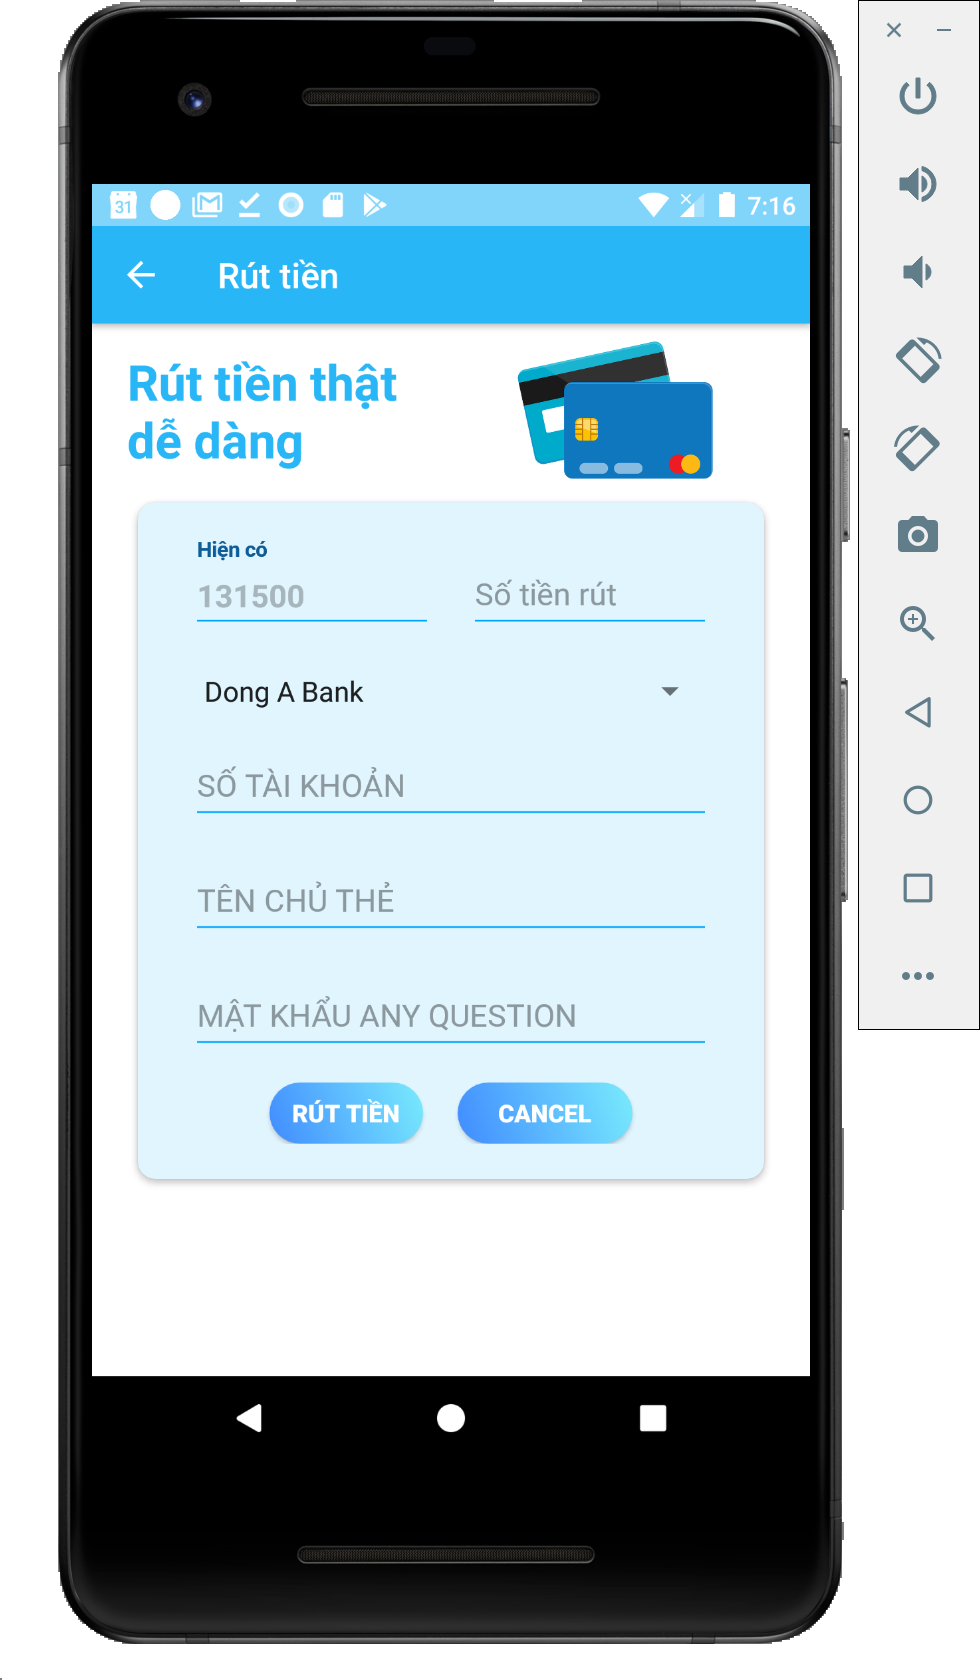 31
7:16
Rút tiền
Rút tiền thật
dễ dàng
Hiện có
131500
Số tiền rút
Dong A Bank
SỐ TÀI KHOẢN
TÊN CHỦ THẺ
MẬT KHẨU ANY QUESTION
RÚT TIỀN
CANCEL